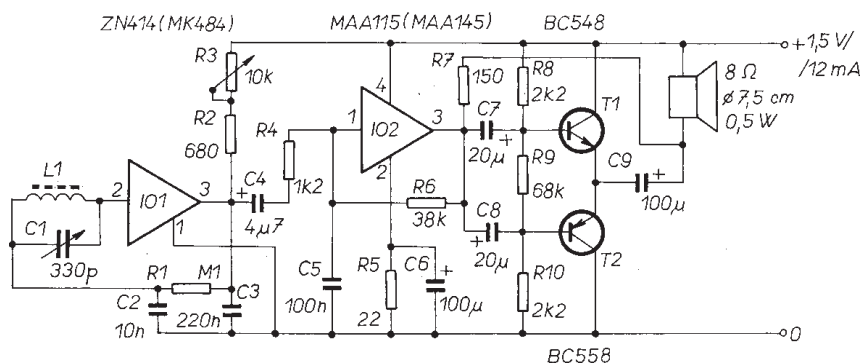 ZN414 (MK484)
MAA115 (MAA145)
BC548
R3
10k
R2
680
R4
1k2
4
1
IO2
3
2
R7
150
C7
20µ
+
R8
2k2
T1
+1,5V/
/12mA
8 Ω
ø7,5 cm
0,5 W
L1
C1
330p
2
IO1
3
1
+
C4
4µ7
R6
38k
R9
68k
C8
20µ
+
C9
+
100µ
T2
R1
M1
C2
10n
C3
220n
C5
100n
R5
22
C6
+
100µ
R10
2k2
0
BC558